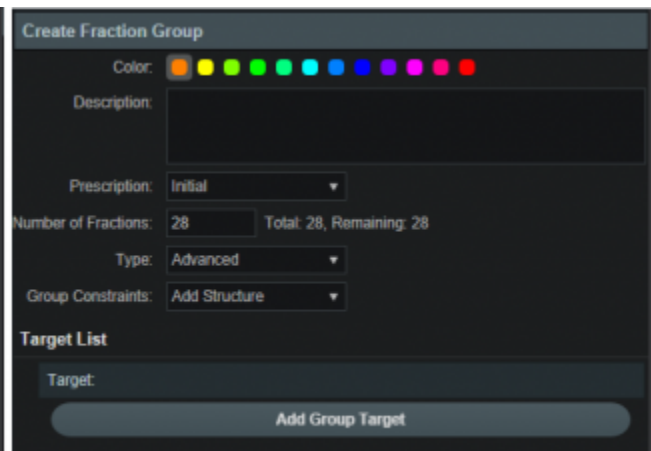 Create Fraction Group
Color:
Description:
Prescription: Initial
Number of Fractions: 28 Total: 28, Remaining: 28
Type: Advanced
Group Constraints: Add Structure
Target List
Target:
Add Group Target